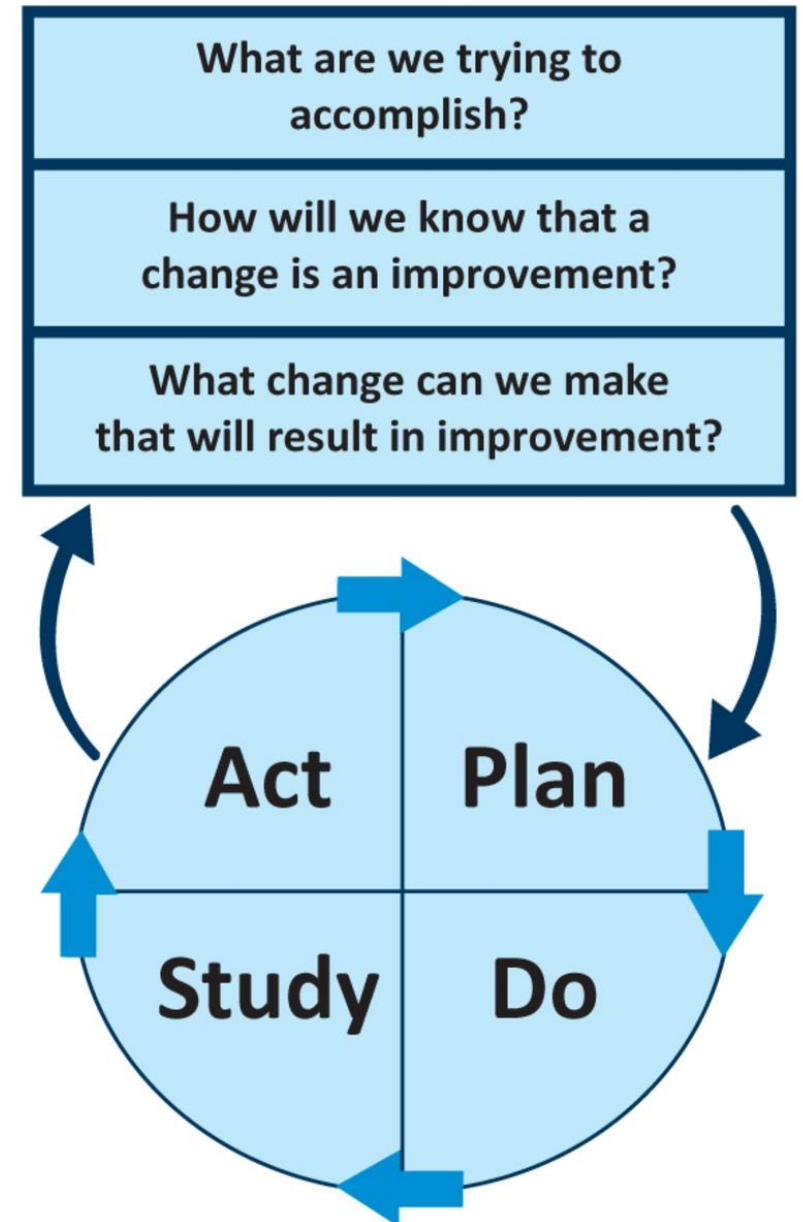 What are we trying to
accomplish?
How will we know that a
change is an improvement?
What change can we make
that will result in improvement?
Act
Plan
Study
Do